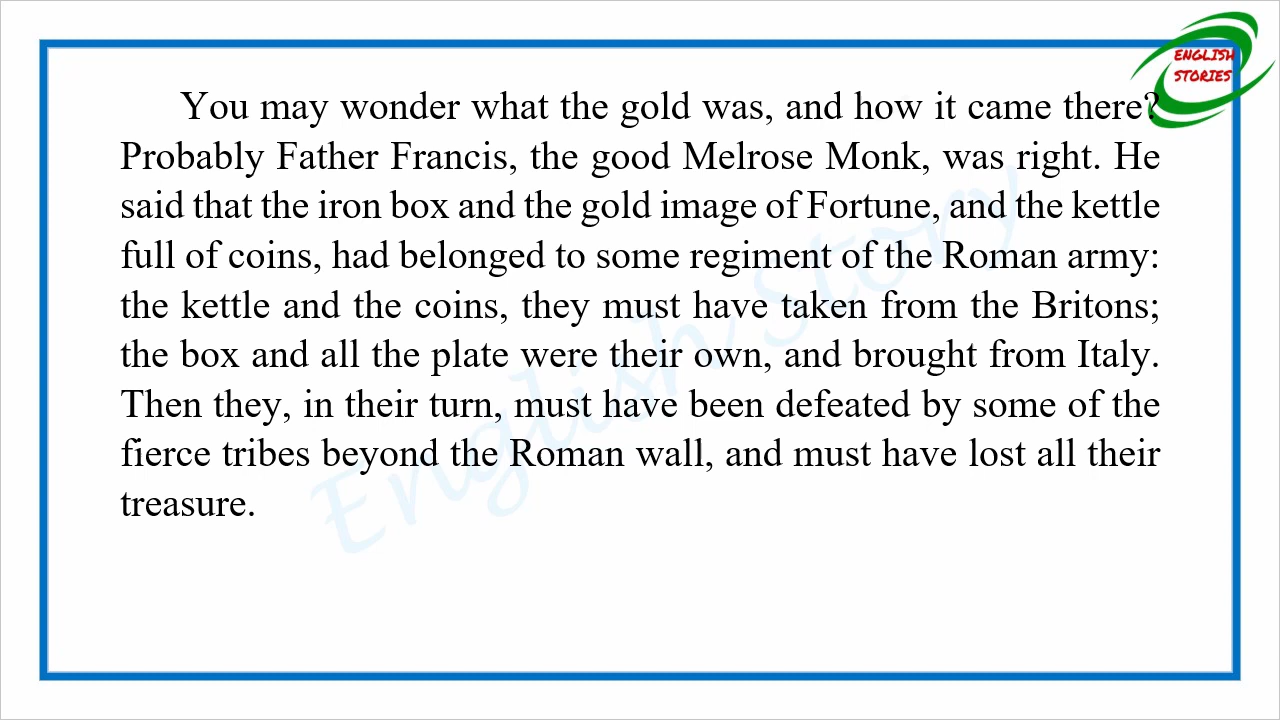 ENGLISH
STORIES
You may wonder what the gold was, and how it came there?
Probably Father Francis, the good Melrose Monk, was right. He
said that the iron box and the gold image of Fortune, and the kettle
full of coins, had belonged to some regiment of the Roman army:
the kettle and the coins, they must have taken from the Britons;
the box and all the plate were their own, and brought from Italy.
Then they, in their turn, must have been defeated by some of the
fierce tribes beyond the Roman wall, and must have lost all their
treasure.
English Story